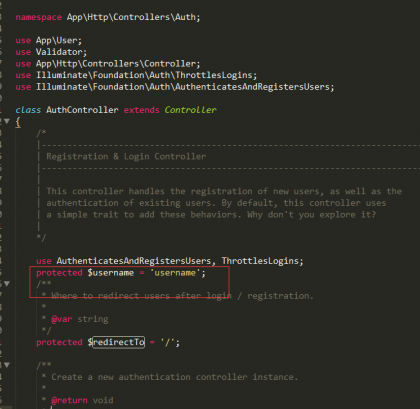 namespace App\Http\Controllers\Auth;
use App\User;
use Validator;
use App\Http\Controllers\Controller;
use Illuminate\Foundation\Auth\ThrottlesLogins;
use Illuminate\Foundation\Auth\AuthenticatesAndRegistersUsers;
class AuthController extends Controller
{
/*
|--------------------------------------------------------------------------
| Registration & Login Controller
|--------------------------------------------------------------------------
|
| This controller handles the registration of new users, as well as the
| authentication of existing users. By default, this controller uses
| a simple trait to add these behaviors. Why don't you explore it?
|
*/
use AuthenticatesAndRegistersUsers, ThrottlesLogins;
protected $username = 'username';
/**
* Where to redirect users after login / registration.
*
* @var string
*/
protected $redirectTo = '/';
/**
* Create a new authentication controller instance.
*
* @return void